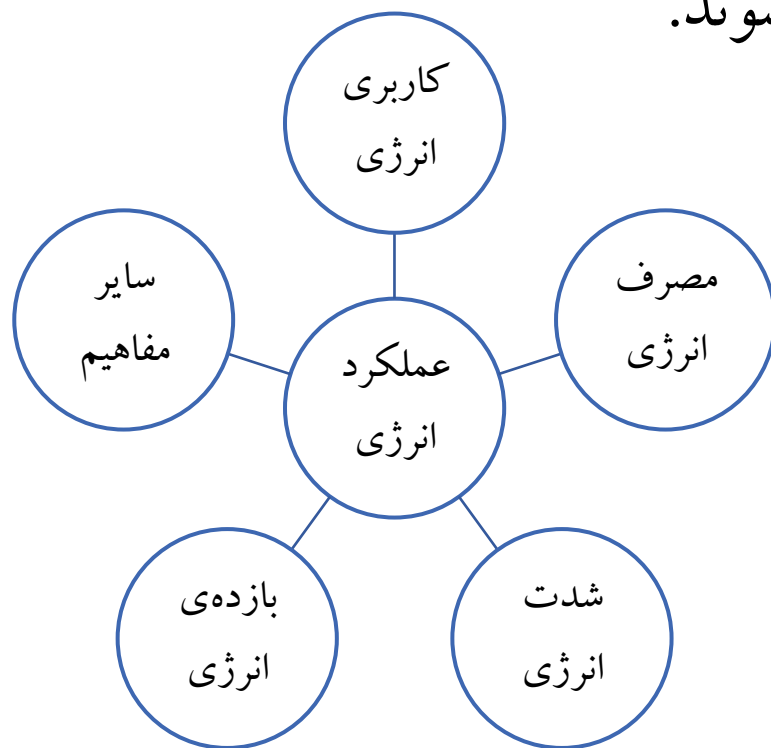 کاربری
انرژی
مصرف
انرژی
شدت
انرژی
بازده‌ی
انرژی
سایر
مفاهیم
عملکرد
انرژی